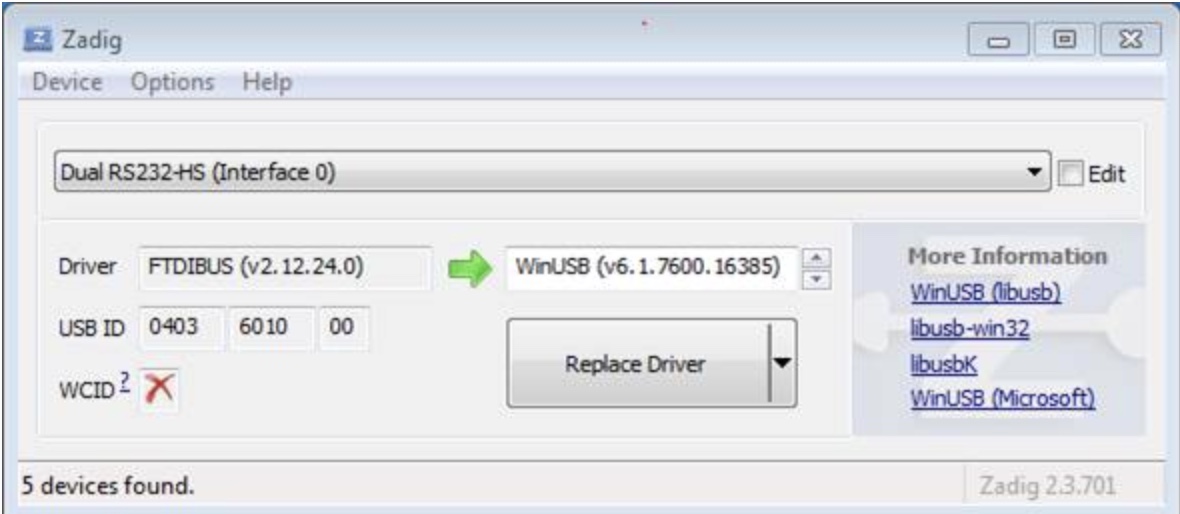 Zadig
Device Options Help
Dual RS232-HS (Interface 0)
Edit
Driver FTDIBUS (v2.12.24.0) WinUSB (v6.1.7600.16385)
USB ID 0403 6010 00
Replace Driver
WCID ?
More Information
WinUSB (libusb)
libusb-win32
libusbK
WinUSB (Microsoft)
5 devices found.
Zadig 2.3.701